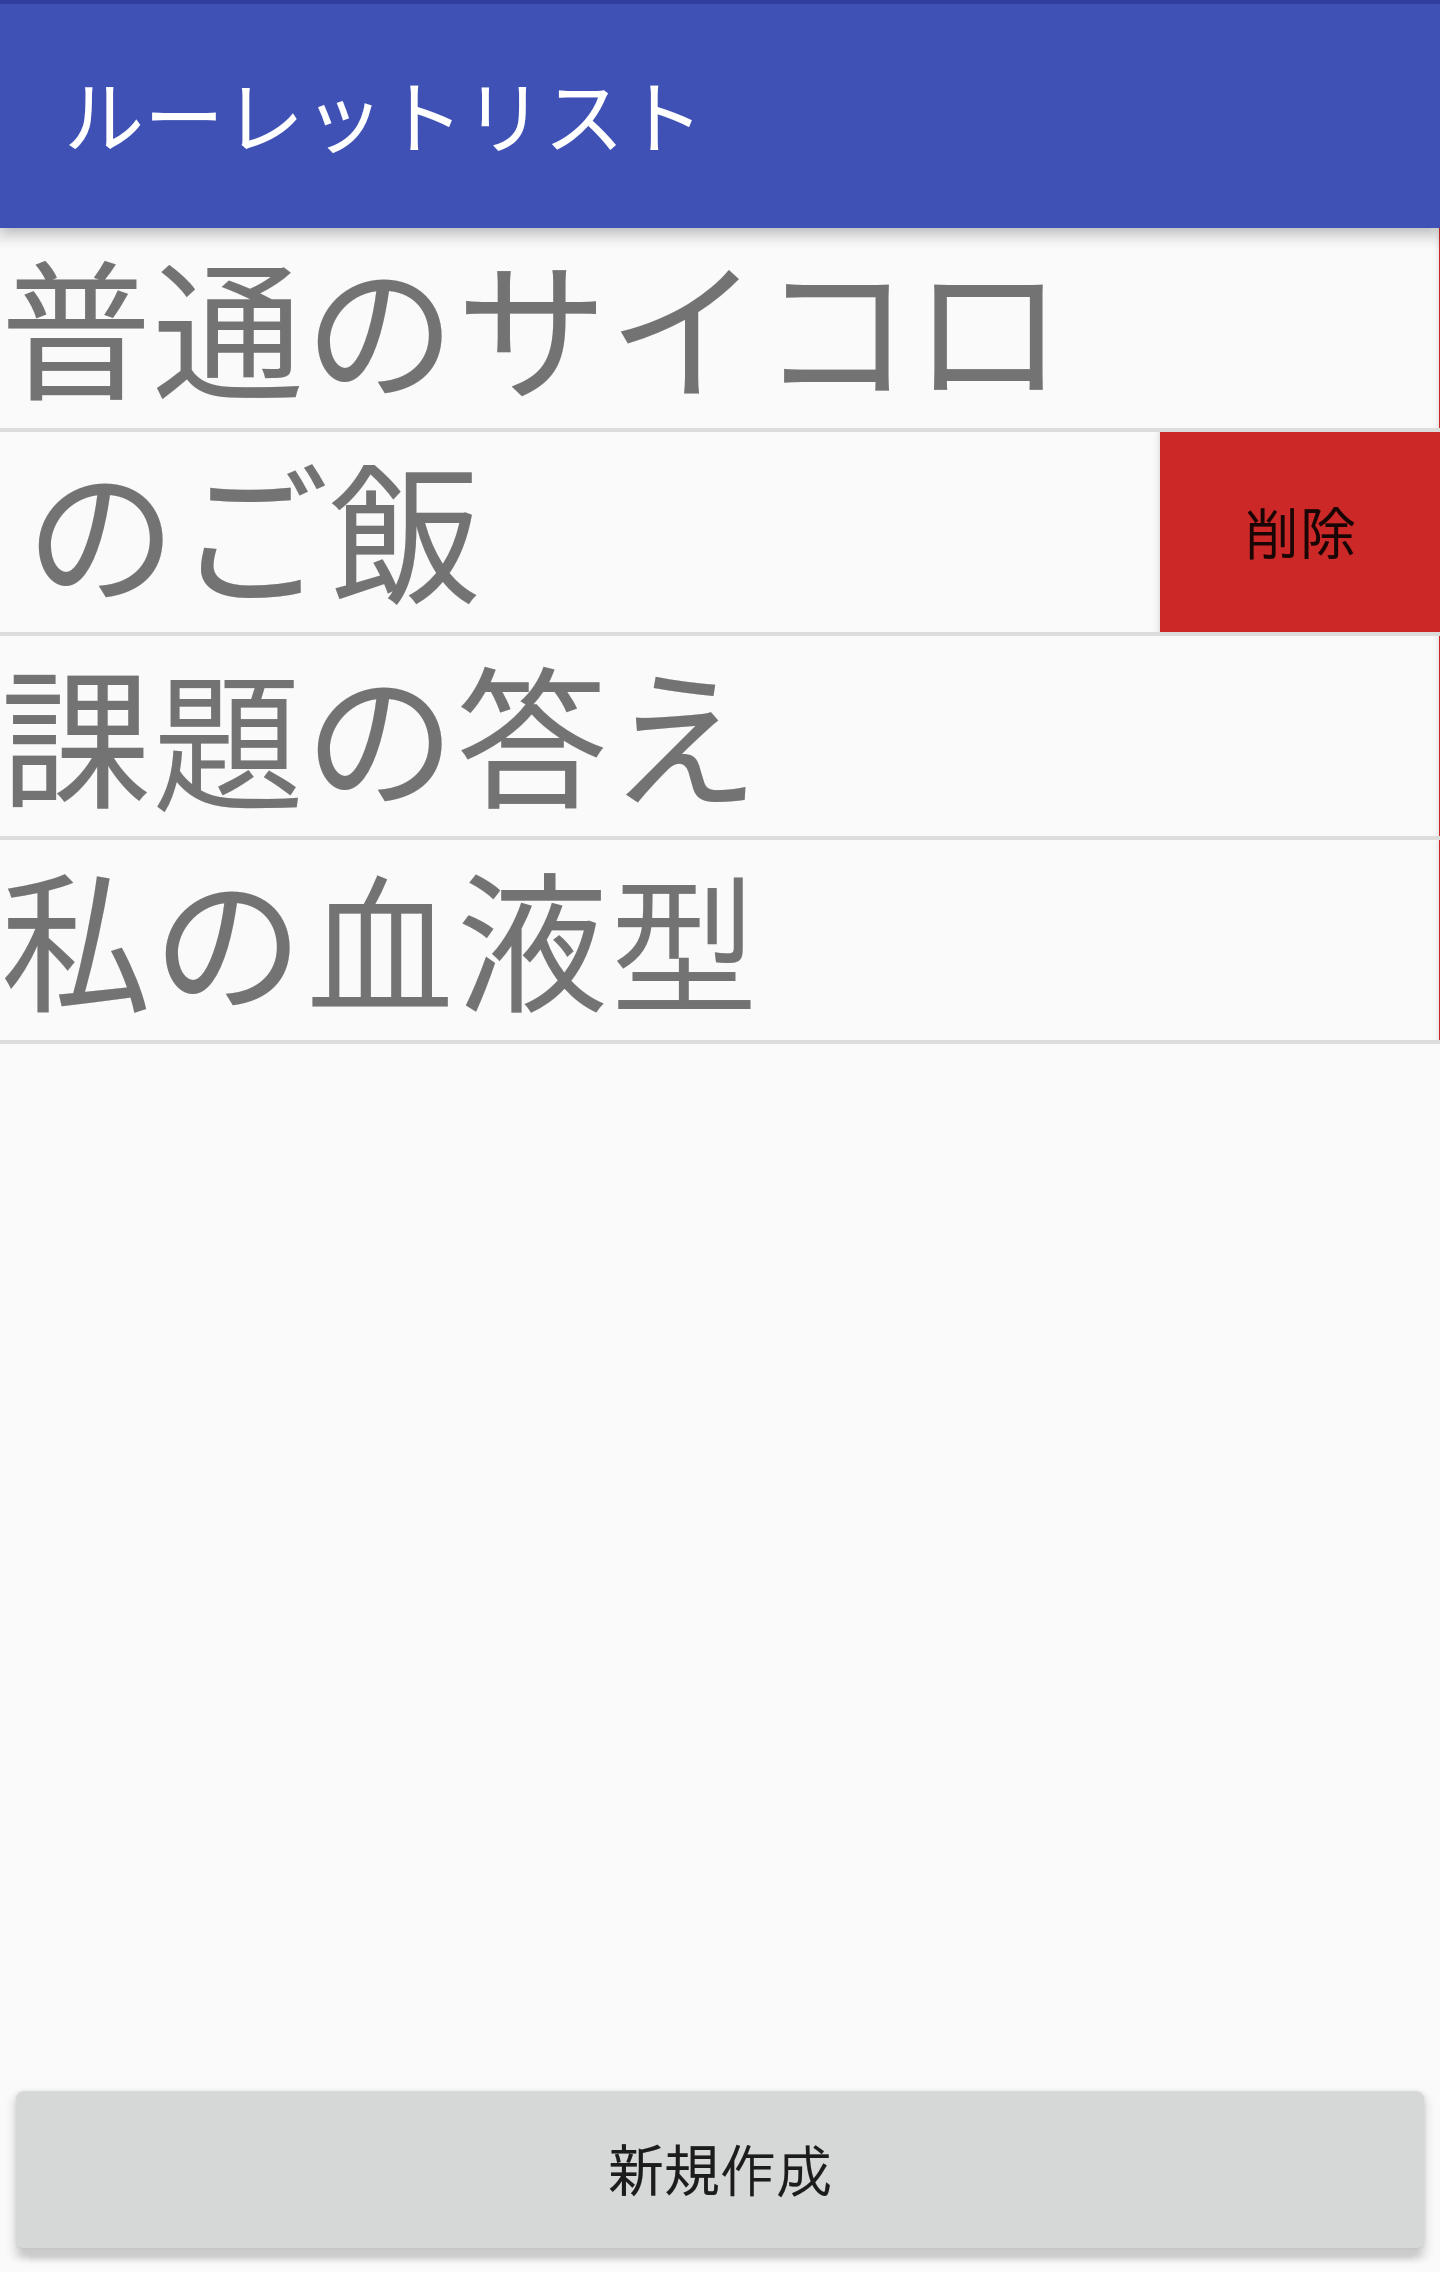 ルーレットリスト
普通のサイコロ
のご飯
削除
課題の答え
私の血液型
新規作成